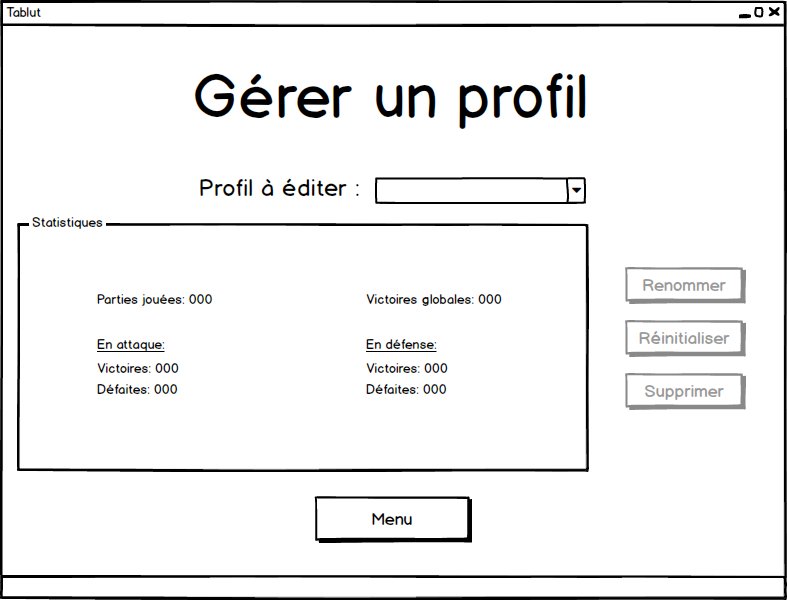 Tablut
Gérer un profil
Profil à éditer :
Statistiques
Parties jouées: 000
Victoires globales: 000
En attaque:
En défense:
Victoires: 000
Victoires: 000
Défaites: 000
Défaites: 000
Renommer
Réinitialiser
Supprimer
Menu